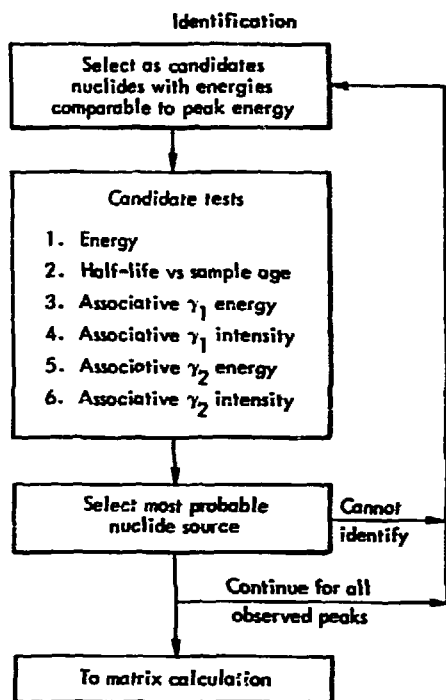 Identification
Select as candidates
nuclides with energies
comparable to peak energy
Candidate tests
1. Energy
2. Half-life vs sample age
3. Associative γ1 energy
4. Associative γ1 intensity
5. Associative γ2 energy
6. Associative γ2 intensity
Select most probable
nuclide source
Cannot
identify
Continue for all
observed peaks
To matrix calculation